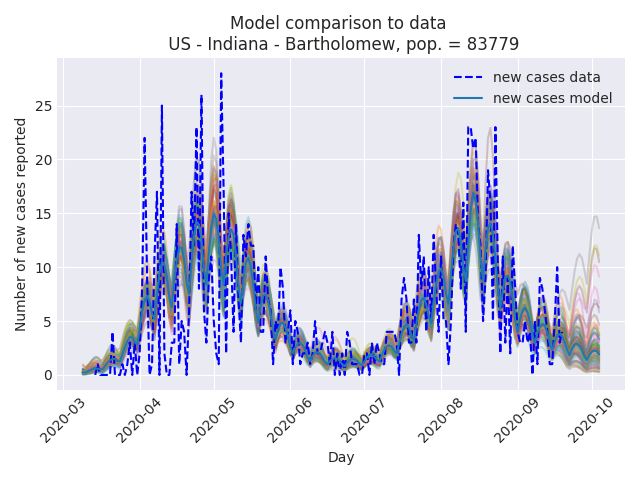 Model comparison to data
US - Indiana - Bartholomew, pop. = 83779
new cases data
new cases model
Number of new cases reported
25
20
15
10
5
0
2020-03
2020-04
2020-05
2020-06
2020-07
2020-08
2020-09
2020-10
Day